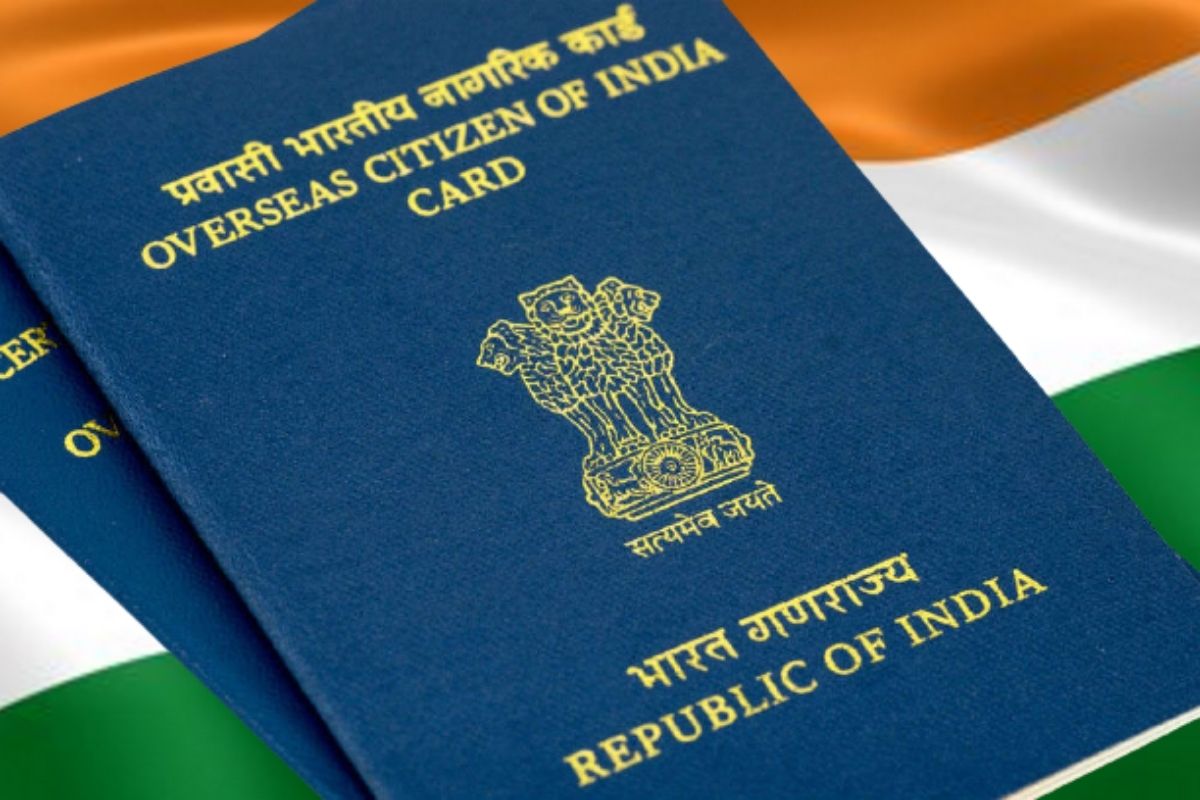 प्रवासी भारतीय नागरिक कार्ड
OVERSEAS CITIZEN OF INDIA
CARD
सत्यमेव जयते
भारत गणराज्य
REPUBLIC OF INDIA